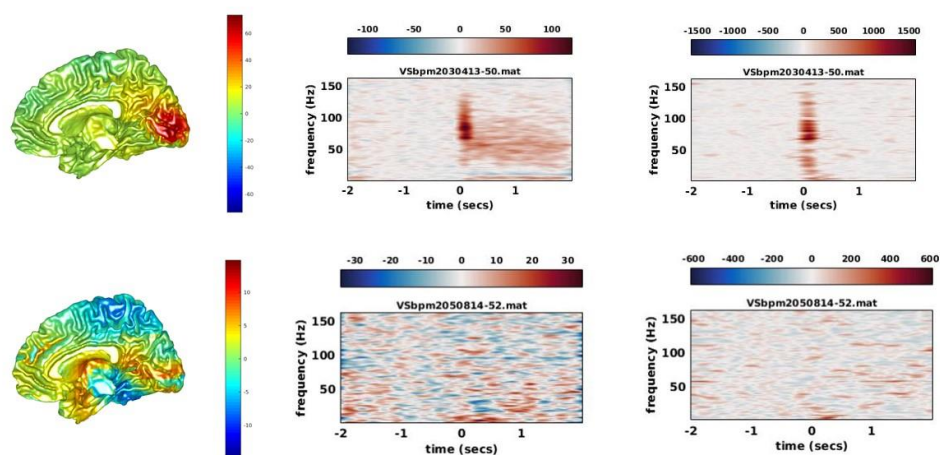 60
40
20
0
-20
-40
-60
-100 -50 0 50 100
VSbpm2030413-50.mat
frequency (Hz)
150
100
50
-2 -1 0 1
time (secs)
-1500 -1000 -500 0 500 1000 1500
VSbpm2030413-50.mat
frequency (Hz)
150
100
50
-2 -1 0 1
time (secs)
10
5
0
-5
-10
-30 -20 -10 0 10 20 30
VSbpm2050814-52.mat
frequency (Hz)
150
100
50
-2 -1 0 1
time (secs)
-600 -400 -200 0 200 400 600
VSbpm2050814-52.mat
frequency (Hz)
150
100
50
-2 -1 0 1
time (secs)